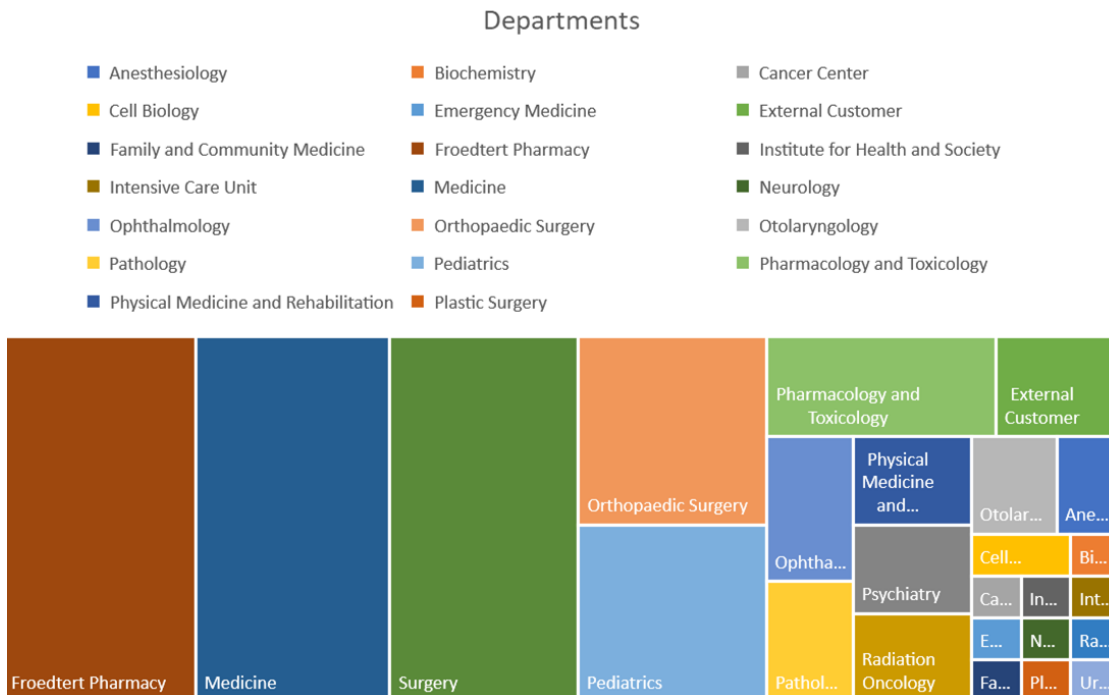 Departments
Anesthesiology
Biochemistry
Cancer Center
Cell Biology
Emergency Medicine
External Customer
Family and Community Medicine
Froedtert Pharmacy
Institute for Health and Society
Intensive Care Unit
Medicine
Neurology
Ophthalmology
Orthopaedic Surgery
Otolaryngology
Pathology
Pediatrics
Pharmacology and Toxicology
Physical Medicine and Rehabilitation
Plastic Surgery
Froedtert Pharmacy
Medicine
Surgery
Orthopaedic Surgery
Pediatrics
Pharmacology and
Toxicology
External
Customer
Ophtha...
Pathol...
Physical
Medicine
and...
Psychiatry
Radiation
Oncology
Otolar...
Ane...
Cell...
Bi...
Ca...
In...
Int...
E...
N...
Ra...
Fa...
Pl...
Ur...